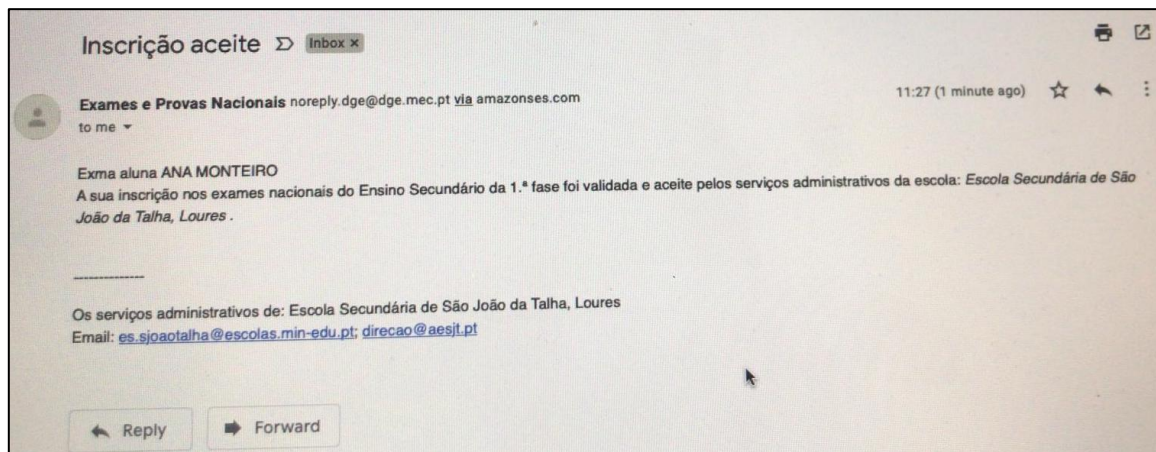 Inscrição aceite Inbox x
Exames e Provas Nacionais noreply.dge@dge.mec.pt via amazonses.com 11:27 (1 minute ago)
to me
Exma aluna ANA MONTEIRO
A sua inscrição nos exames nacionais do Ensino Secundário da 1.ª fase foi validada e aceite pelos serviços administrativos da escola: Escola Secundária de São
João da Talha, Loures .
---------------
Os serviços administrativos de: Escola Secundária de São João da Talha, Loures
Email: es.sjoaotalha@escolas.min-edu.pt; direcao@aesjt.pt
Reply Forward